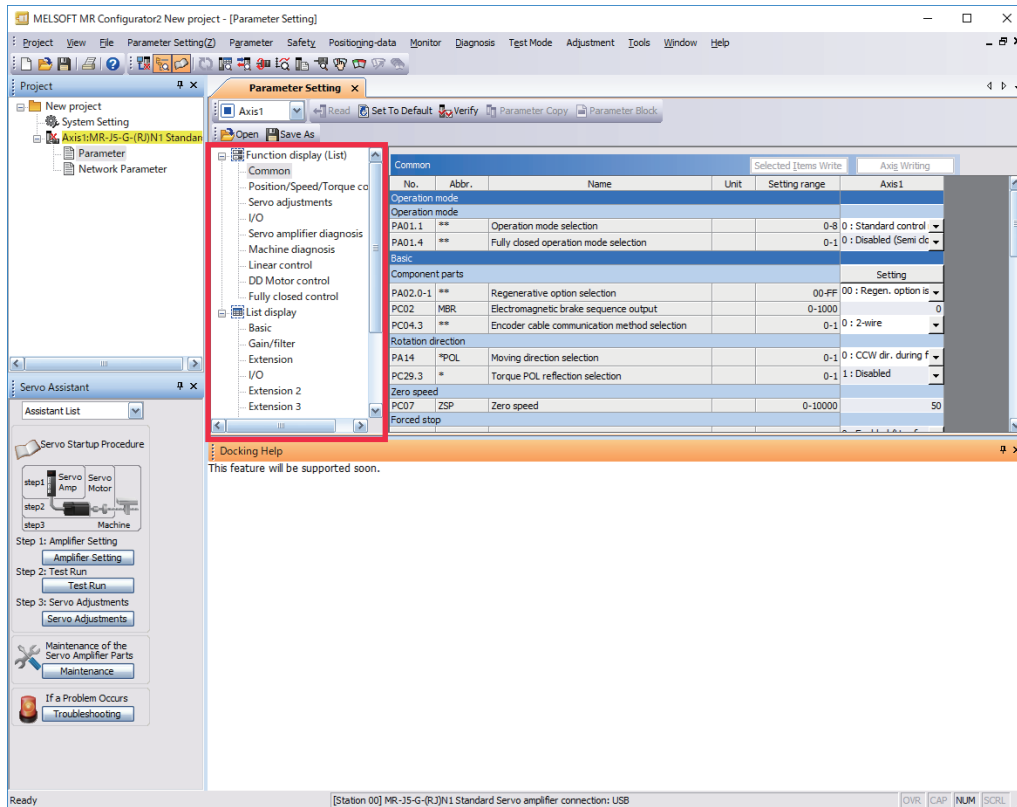 MELSOFT MR Configurator2 New project - [Parameter Setting]
Project View File Parameter Setting(Z) Parameter Safety Positioning-data Monitor Diagnosis Test Mode Adjustment Tools Window Help
Project
New project
System Setting
Axis1:MR-J5-G-(RJ)N1 Standar
Parameter
Network Parameter
Servo Assistant
Assistant List
Servo Startup Procedure
step1 Servo Amp Servo Motor
step2
step3 Machine
Step 1: Amplifier Setting
Amplifier Setting
Step 2: Test Run
Test Run
Step 3: Servo Adjustments
Servo Adjustments
Maintenance of the
Servo Amplifier Parts
Maintenance
If a Problem Occurs
Troubleshooting
Parameter Setting
Axis1 Read Set To Default Verify Parameter Copy Parameter Block
Open Save As
Function display (List)
Common
Position/Speed/Torque co
Servo adjustments
I/O
Servo amplifier diagnosis
Machine diagnosis
Linear control
DD Motor control
Fully closed control
List display
Basic
Gain/filter
Extension
I/O
Extension 2
Extension 3
Common Selected Items Write Axis Writing
No. Abbr. Name Unit Setting range Axis1
Operation mode
Operation mode
PA01.1 ** Operation mode selection 0-8 0 : Standard control
PA01.4 ** Fully closed operation mode selection 0-1 0 : Disabled (Semi clc
Basic
Component parts Setting
PA02.0-1 ** Regenerative option selection 00-FF 00 : Regen. option is
PC02 MBR Electromagnetic brake sequence output 0-1000 0
PC04.3 ** Encoder cable communication method selection 0-1 0 : 2-wire
Rotation direction
PA14 *POL Moving direction selection 0-1 0 : CCW dir. during f
PC29.3 * Torque POL reflection selection 0-1 1 : Disabled
Zero speed
PC07 ZSP Zero speed 0-10000 50
Forced stop
Docking Help
This feature will be supported soon.
Ready [Station 00] MR-J5-G-(RJ)N1 Standard Servo amplifier connection: USB OVR CAP NUM SCRL